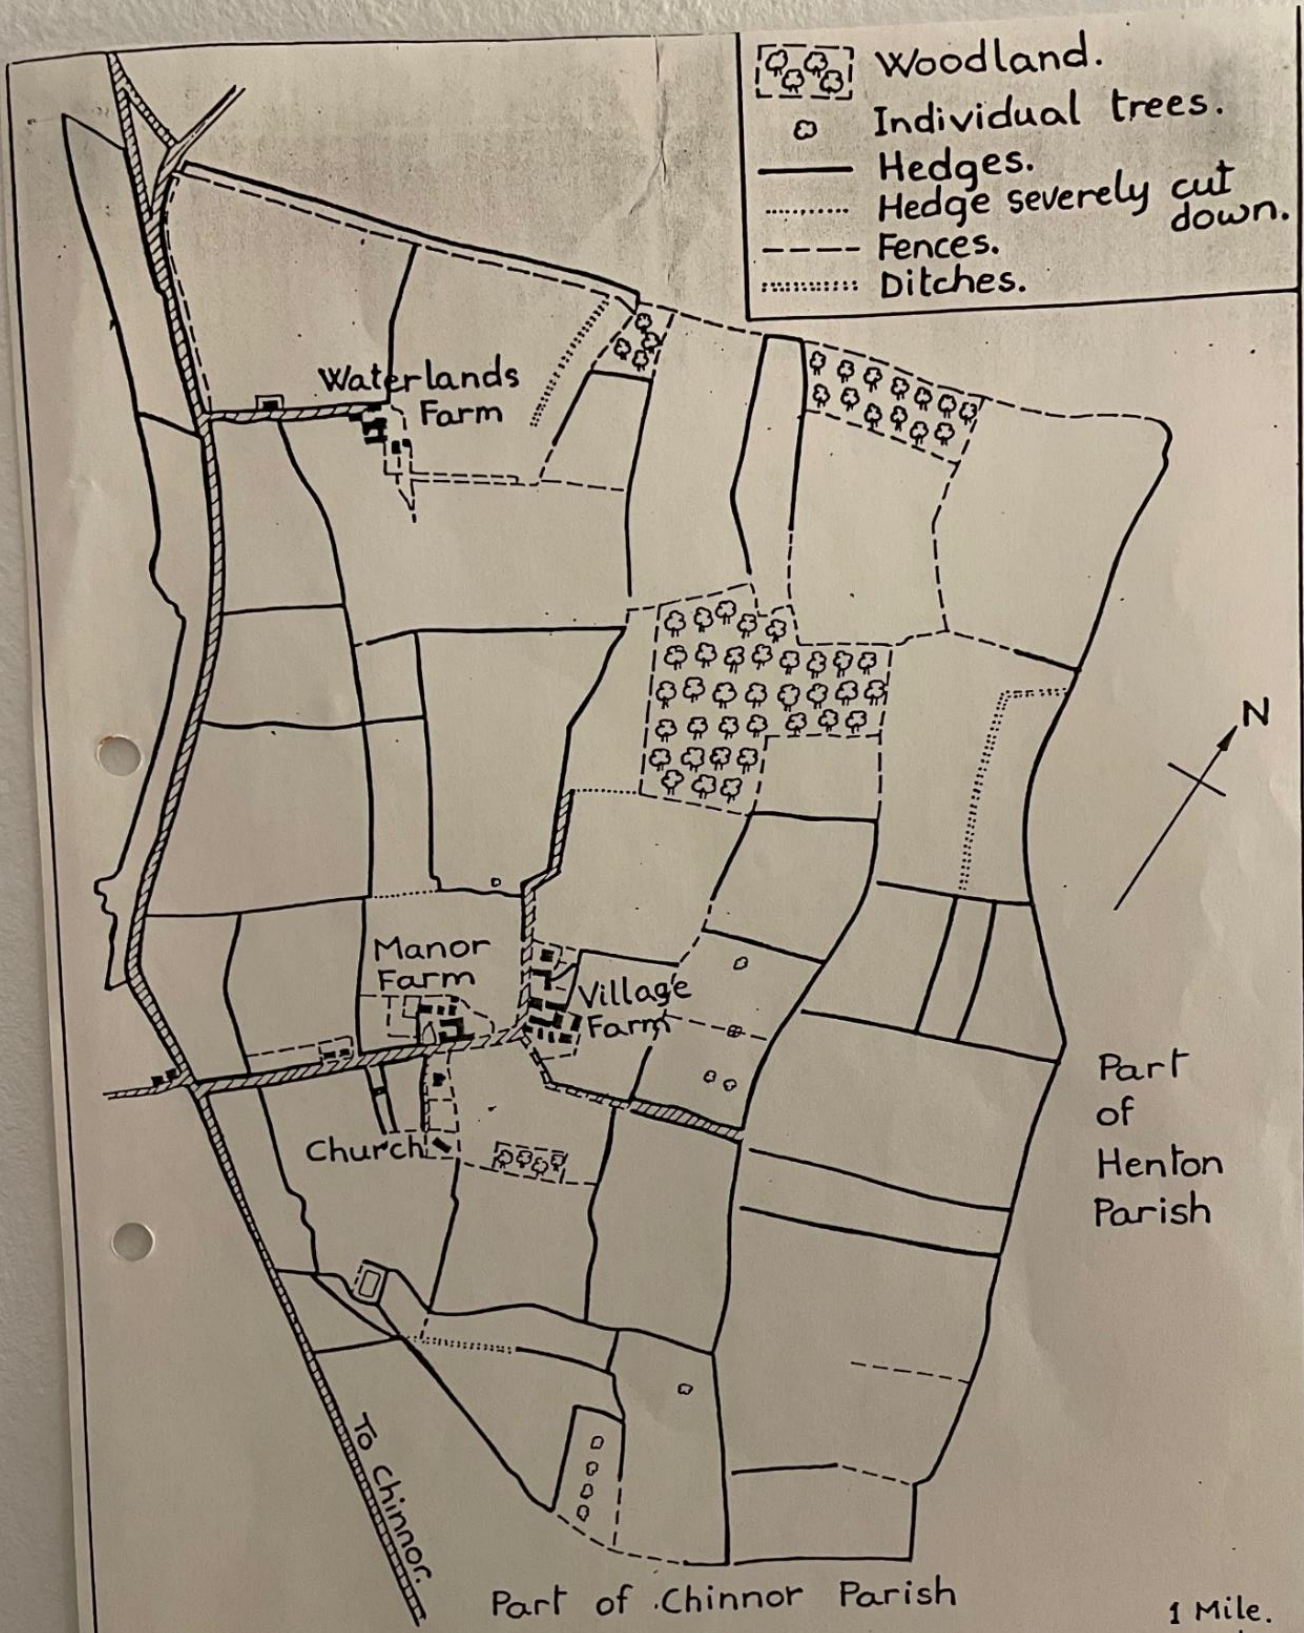 Woodland.
Individual trees.
Hedges.
Hedge severely cut
down.
Fences.
Ditches.
Waterlands
Farm
N
Manor
Farm
Village
Farm
Part
of
Henton
Parish
Church
To Chinnor.
Part of Chinnor Parish
1 Mile.